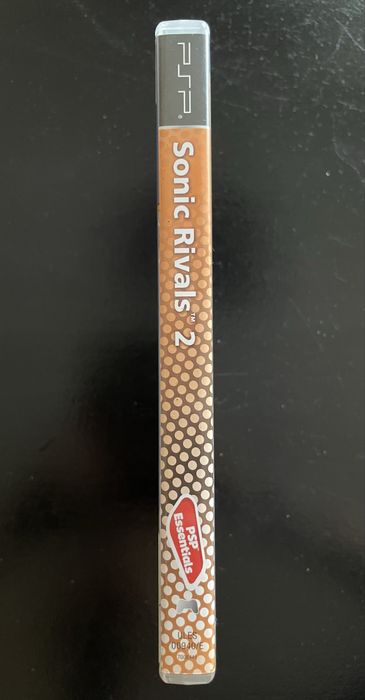 PSP®
Sonic Rivals™ 2
PSP®
Essentials
ULES
00940/E